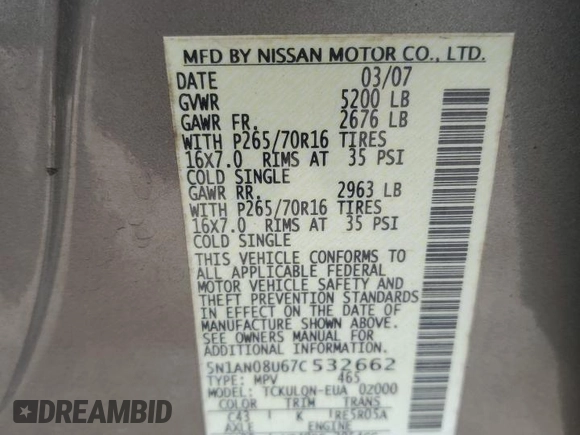 MFD BY NISSAN MOTOR CO., LTD.
DATE 03/07
GVWR 5200 LB
GAWR FR. 2676 LB
WITH P265/70R16 TIRES
16X7.0 RIMS AT 35 PSI
COLD SINGLE
GAWR RR. 2963 LB
WITH P265/70R16 TIRES
16X7.0 RIMS AT 35 PSI
COLD SINGLE
THIS VEHICLE CONFORMS TO
ALL APPLICABLE FEDERAL
MOTOR VEHICLE SAFETY AND
THEFT PREVENTION STANDARDS
IN EFFECT ON THE DATE OF
MANUFACTURE SHOWN ABOVE.
SEE OWNERS MANUAL FOR
ADDITIONAL INFORMATION.
5N1AN08U67C532662
TYPE: MPV 465
MODEL: TCKULQN-EUA 02000
COLOR TRIM TRANS
C43 K RE5R05A
AXLE ENGINE
DREAMBID